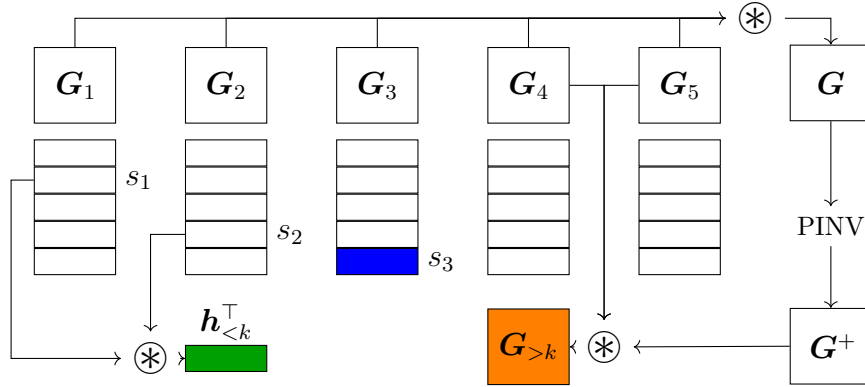 ⊛
G₁ G₂ G₃ G₄ G₅ G
s₁
s₂
PINV
s₃
h⊤<k
⊛ G>k ⊛ G⁺